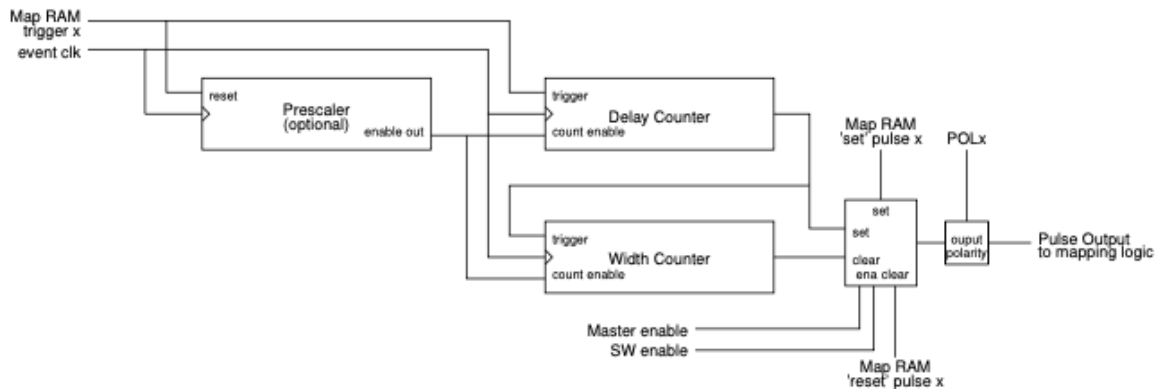 Map RAM
trigger x
event clk
reset
Prescaler
(optional)
enable out
trigger
Delay Counter
count enable
Map RAM
'set' pulse x
POLx
set
set
clear
ena clear
ouput
polarity
Pulse Output
to mapping logic
trigger
Width Counter
count enable
Master enable
SW enable
Map RAM
'reset' pulse x